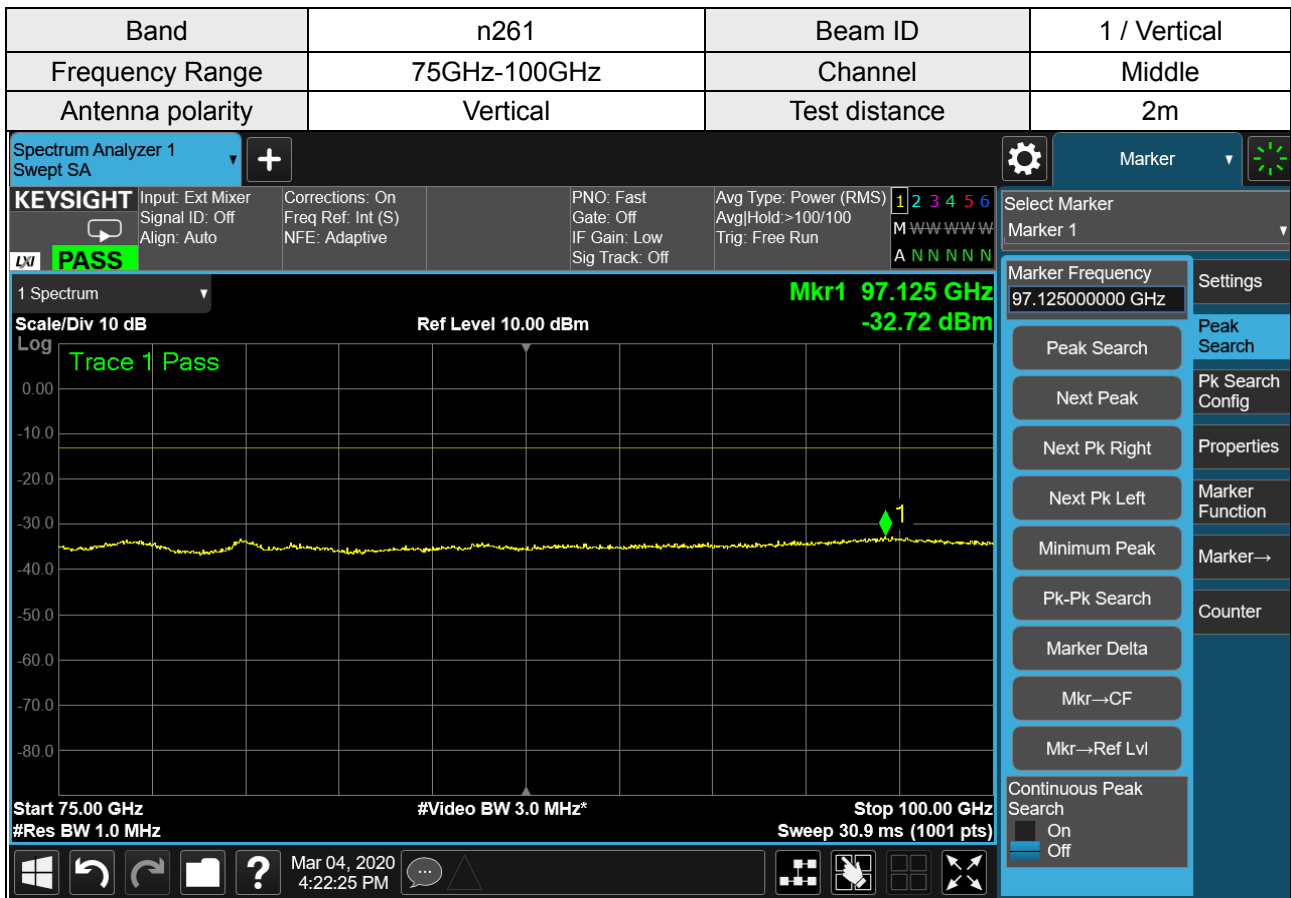 Band n261 Beam ID 1 / Vertical
Frequency Range 75GHz-100GHz Channel Middle
Antenna polarity Vertical Test distance 2m
Spectrum Analyzer 1
Swept SA
+
Marker
KEYSIGHT
LXI
PASS
Input: Ext Mixer
Signal ID: Off
Align: Auto
Corrections: On
Freq Ref: Int (S)
NFE: Adaptive
PNO: Fast
Gate: Off
IF Gain: Low
Sig Track: Off
Avg Type: Power (RMS)
Avg|Hold:>100/100
Trig: Free Run
1 2 3 4 5 6
M W W W W W
A N N N N N
Select Marker
Marker 1
1 Spectrum
Scale/Div 10 dB
Log
Ref Level 10.00 dBm
Mkr1 97.125 GHz
-32.72 dBm
Trace 1 Pass
0.00
-10.0
-20.0
-30.0
-40.0
-50.0
-60.0
-70.0
-80.0
1
Start 75.00 GHz
#Res BW 1.0 MHz
#Video BW 3.0 MHz*
Stop 100.00 GHz
Sweep 30.9 ms (1001 pts)
Marker Frequency
97.125000000 GHz
Peak Search
Next Peak
Next Pk Right
Next Pk Left
Minimum Peak
Pk-Pk Search
Marker Delta
Mkr→CF
Mkr→Ref Lvl
Continuous Peak
Search
On
Off
Settings
Peak
Search
Pk Search
Config
Properties
Marker
Function
Marker→
Counter
?
Mar 04, 2020
4:22:25 PM